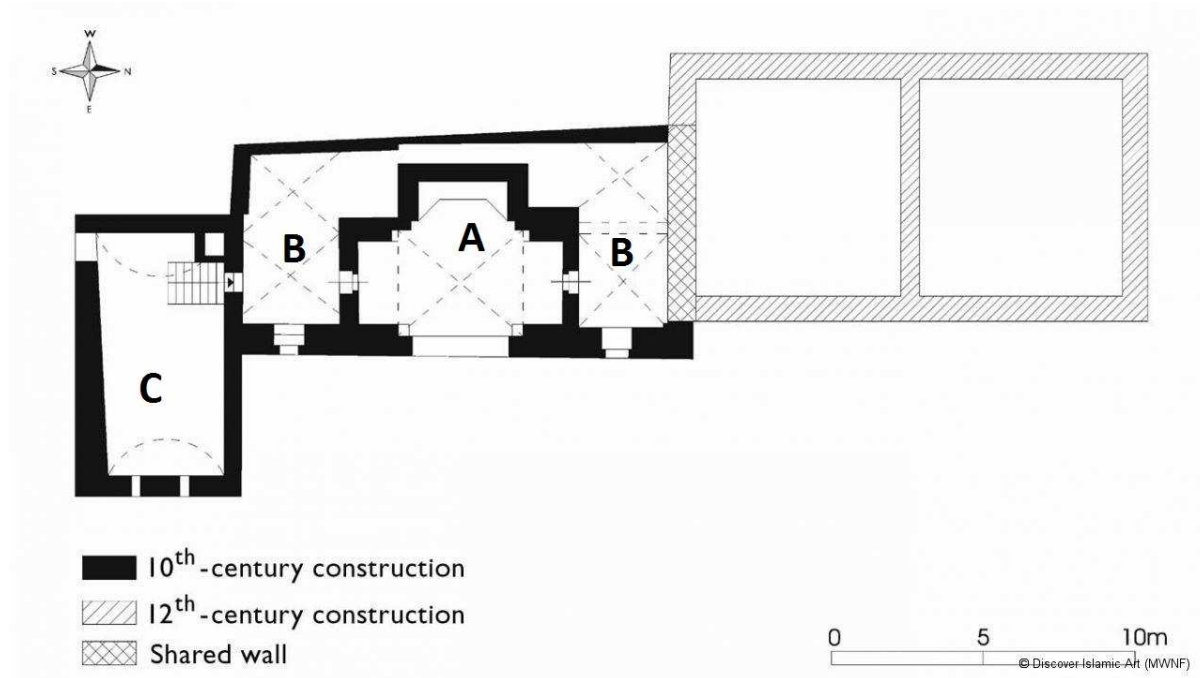 W
S N
E
A
B
B
C
10th-century construction
12th-century construction
Shared wall
0 5 10m
© Discover Islamic Art (MWNF)